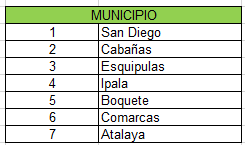 MUNICIPIO
1 San Diego
2 Cabañas
3 Esquipulas
4 Ipala
5 Boquete
6 Comarcas
7 Atalaya